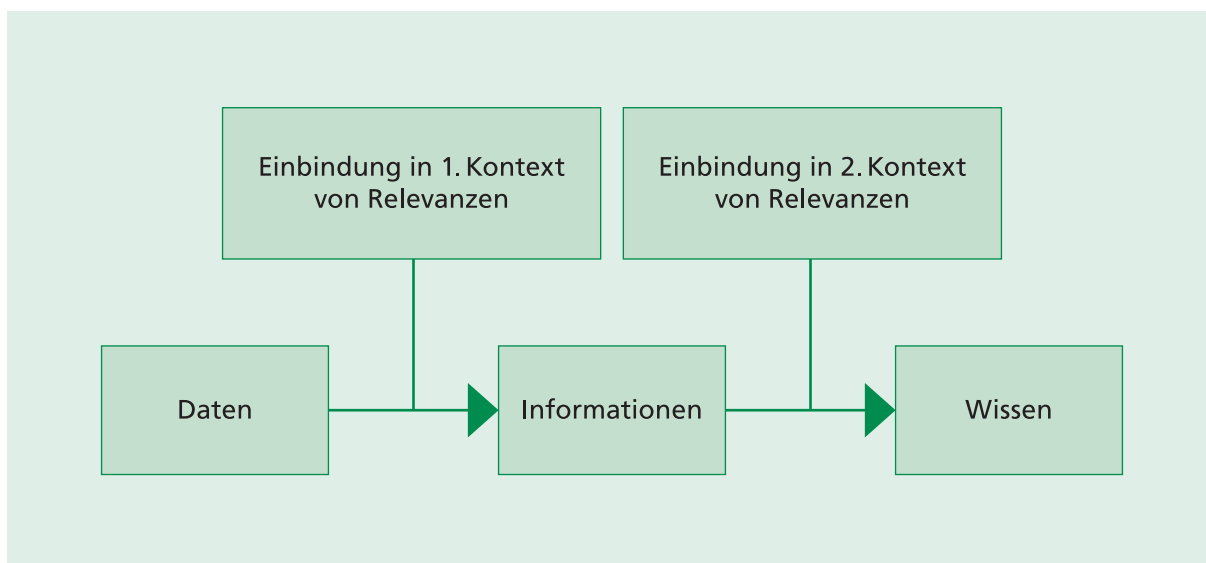 Einbindung in 1. Kontext
von Relevanzen
Einbindung in 2. Kontext
von Relevanzen
Daten
Informationen
Wissen